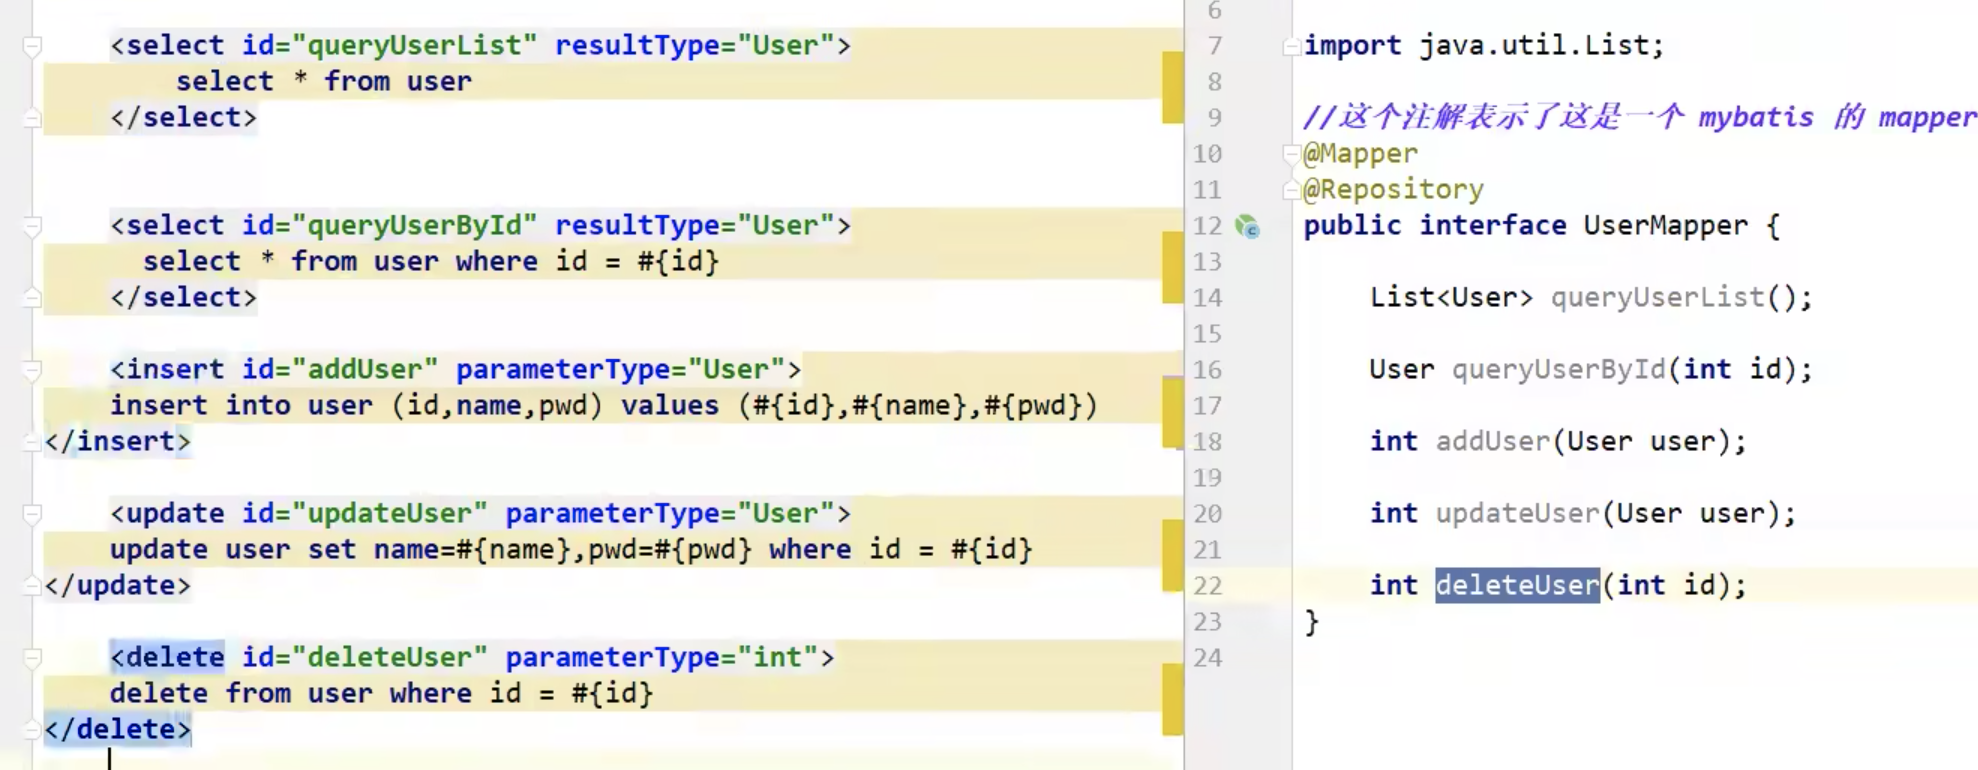 <select id="queryUserList" resultType="User">
select * from user
</select>
<select id="queryUserById" resultType="User">
select * from user where id = #{id}
</select>
<insert id="addUser" parameterType="User">
insert into user (id,name,pwd) values (#{id},#{name},#{pwd})
</insert>
<update id="updateUser" parameterType="User">
update user set name=#{name},pwd=#{pwd} where id = #{id}
</update>
<delete id="deleteUser" parameterType="int">
delete from user where id = #{id}
</delete>
6
7 import java.util.List;
8
9 //这个注解表示了这是一个 mybatis 的 mapper
10 @Mapper
11 @Repository
12 public interface UserMapper {
13
14 List<User> queryUserList();
15
16 User queryUserById(int id);
17
18 int addUser(User user);
19
20 int updateUser(User user);
21
22 int deleteUser(int id);
23 }
24